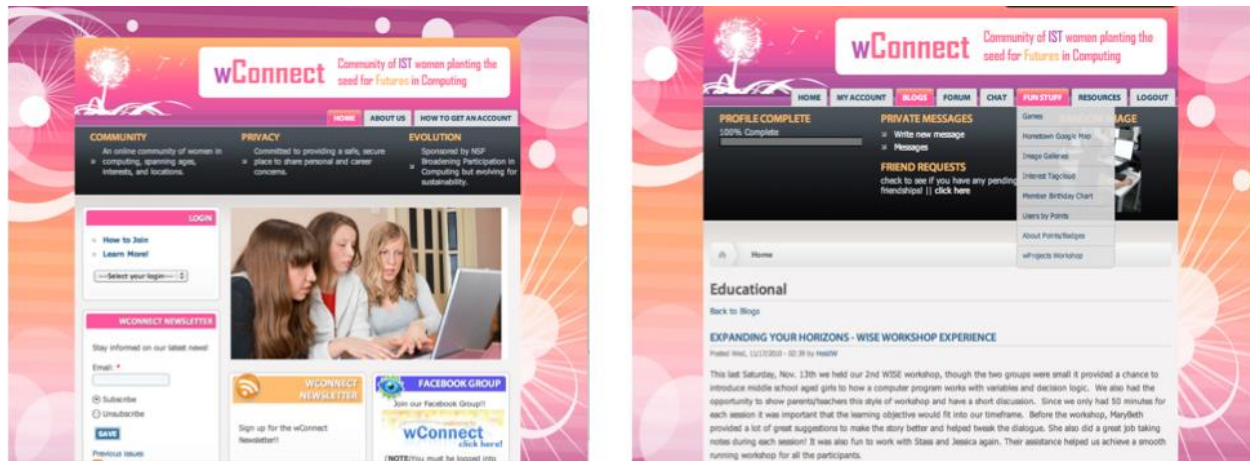 wConnect
Community of IST women planting the
seed for Futures in Computing
HOME ABOUT US HOW TO GET AN ACCOUNT
COMMUNITY
An online community of women in
computing, spanning ages,
interests, and locations.
PRIVACY
Committed to providing a safe, secure
place to share personal and career
concerns.
EVOLUTION
Sponsored by NSF
Broadening Participation in
Computing but evolving for
sustainability.
LOGIN
How to Join
Learn More!
---Select your login---
WCONNECT NEWSLETTER
Stay informed on our latest news!
Email: *
Subscribe
Unsubscribe
SAVE
Previous issues
WCONNECT
NEWSLETTER
Sign up for the wConnect
Newsletter!!
FACEBOOK GROUP
Join our Facebook Group!!
wConnect
click here!
(NOTE:You must be logged into
wConnect
Community of IST women planting the
seed for Futures in Computing
HOME MY ACCOUNT BLOGS FORUM CHAT FUN STUFF RESOURCES LOGOUT
PROFILE COMPLETE
100% Complete
PRIVATE MESSAGES
Write new message
Messages
FRIEND REQUESTS
check to see if you have any pending
friendships! || click here
Games
Hometown Google Map
Image Galleries
Interest Tagcloud
Member Birthday Chart
Users by Points
About Points/Badges
wProjects Workshop
Home
Educational
Back to Blogs
EXPANDING YOUR HORIZONS - WISE WORKSHOP EXPERIENCE
Posted Wed, 11/17/2010 - 02:39 by HeidiW
This last Saturday, Nov. 13th we held our 2nd WISE workshop, though the two groups were small it provided a chance to
introduce middle school aged girls to how a computer program works with variables and decision logic. We also had the
opportunity to show parents/teachers this style of workshop and have a short discussion. Since we only had 50 minutes for
each session it was important that the learning objective would fit into our timeframe. Before the workshop, MaryBeth
provided a lot of great suggestions to make the story better and helped tweak the dialogue. She also did a great job taking
notes during each session! It was also fun to work with Stass and Jessica again. Their assistance helped us achieve a smooth
running workshop for all the participants.